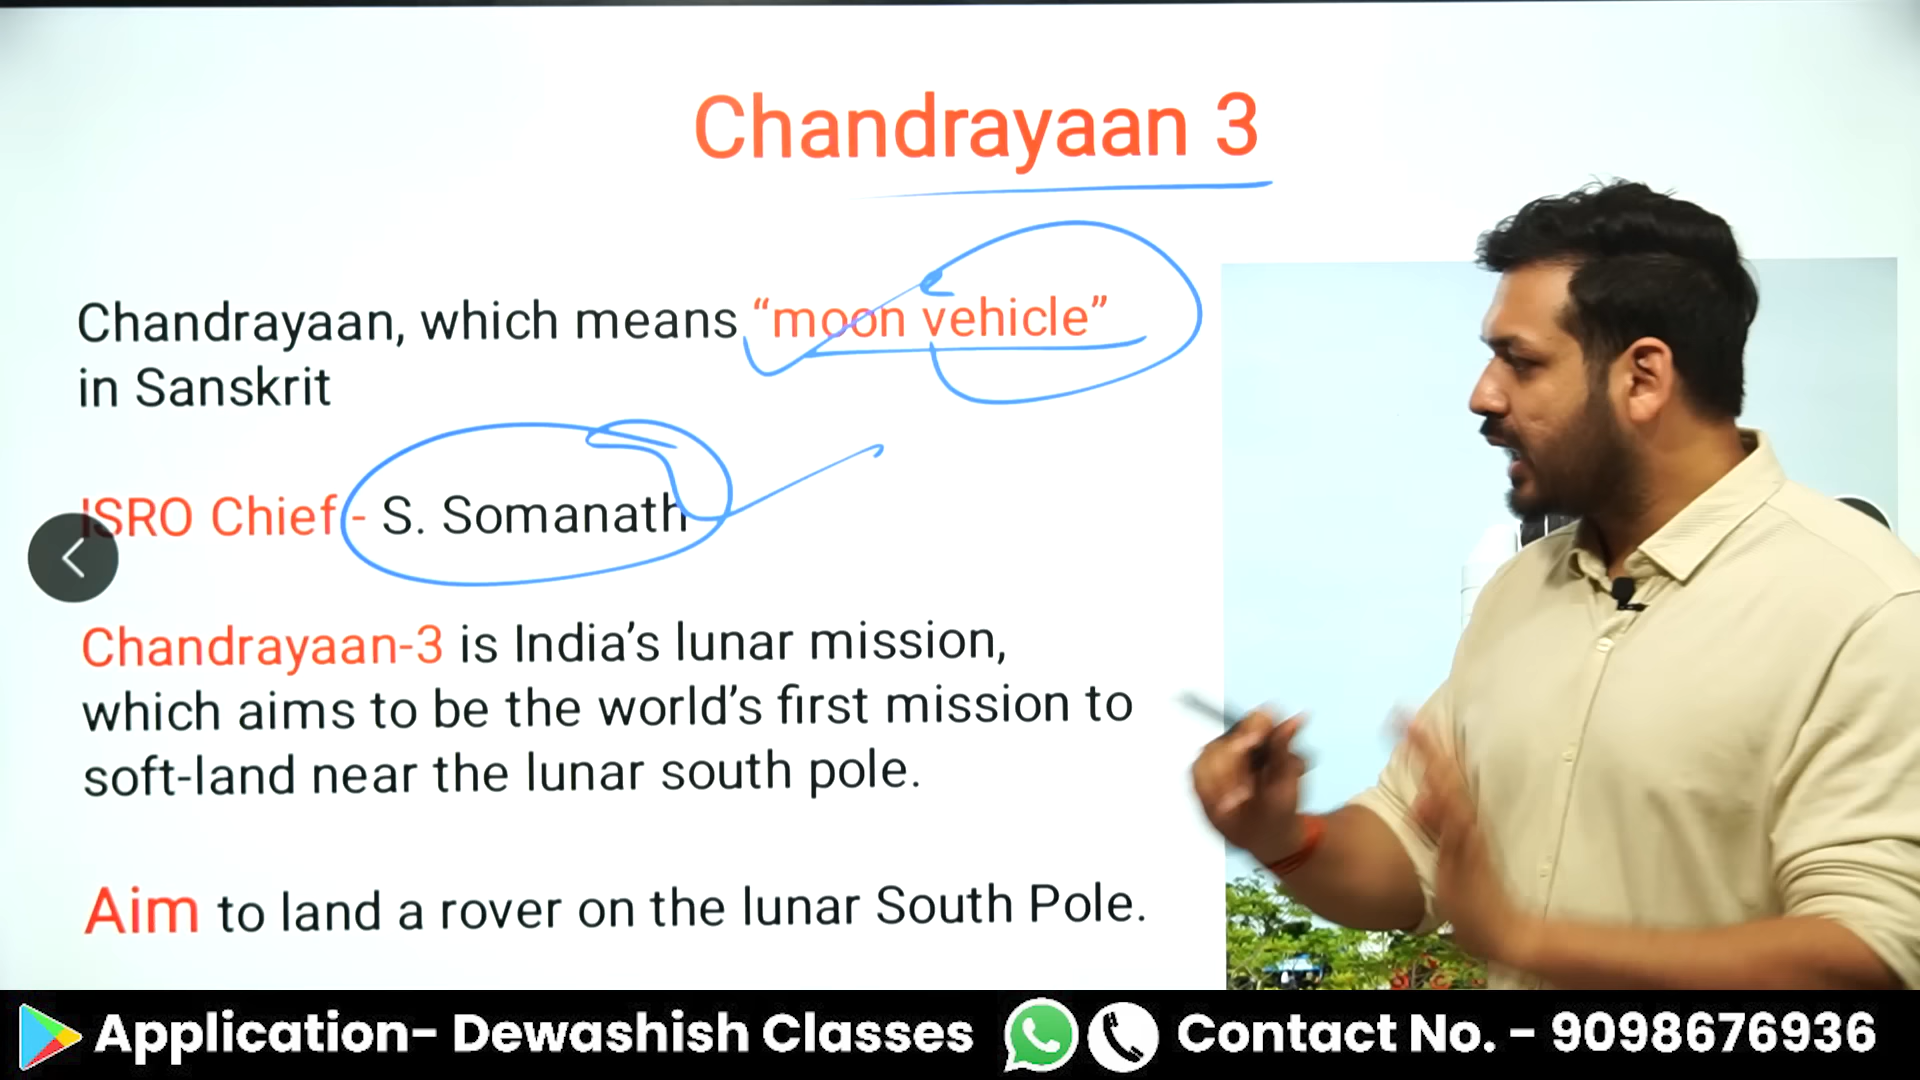 Chandrayaan 3
Chandrayaan, which means “moon vehicle”
in Sanskrit
ISRO Chief - S. Somanath
Chandrayaan-3 is India’s lunar mission,
which aims to be the world’s first mission to
soft-land near the lunar south pole.
Aim to land a rover on the lunar South Pole.
Application- Dewashish Classes Contact No. - 9098676936